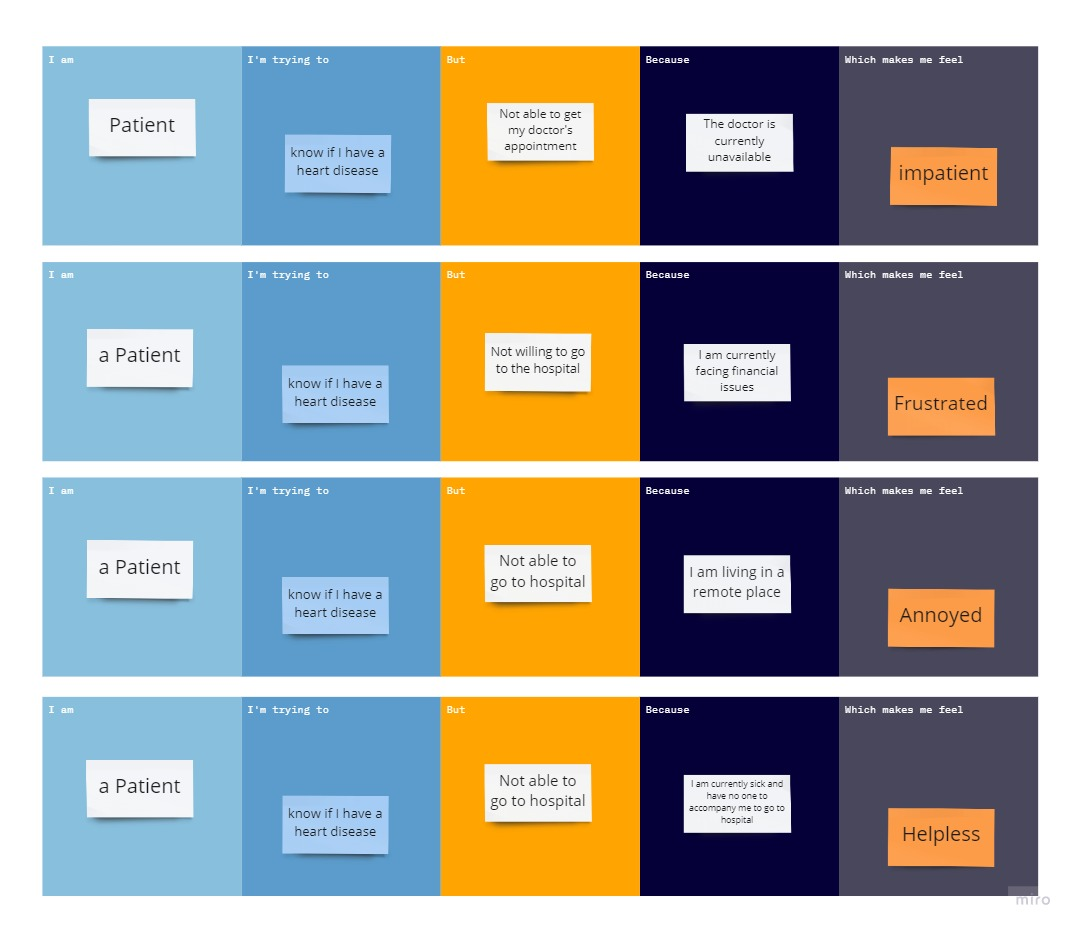 I am
I'm trying to
But
Because
Which makes me feel
Patient
know if I have a
heart disease
Not able to get
my doctor's
appointment
The doctor is
currently
unavailable
impatient
I am
I'm trying to
But
Because
Which makes me feel
a Patient
know if I have a
heart disease
Not willing to go
to the hospital
I am currently
facing financial
issues
Frustrated
I am
I'm trying to
But
Because
Which makes me feel
a Patient
know if I have a
heart disease
Not able to
go to hospital
I am living in a
remote place
Annoyed
I am
I'm trying to
But
Because
Which makes me feel
a Patient
know if I have a
heart disease
Not able to
go to hospital
I am currently sick and
have no one to
accompany me to go to
hospital
Helpless
miro